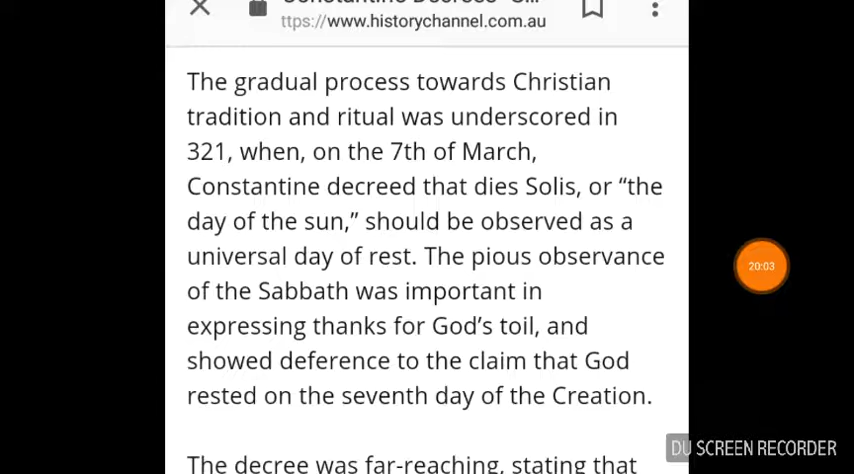 ttps://www.historychannel.com.au
The gradual process towards Christian
tradition and ritual was underscored in
321, when, on the 7th of March,
Constantine decreed that dies Solis, or “the
day of the sun,” should be observed as a
universal day of rest. The pious observance
of the Sabbath was important in
expressing thanks for God’s toil, and
showed deference to the claim that God
rested on the seventh day of the Creation.
The decree was far-reaching, stating that
20:03
DU SCREEN RECORDER